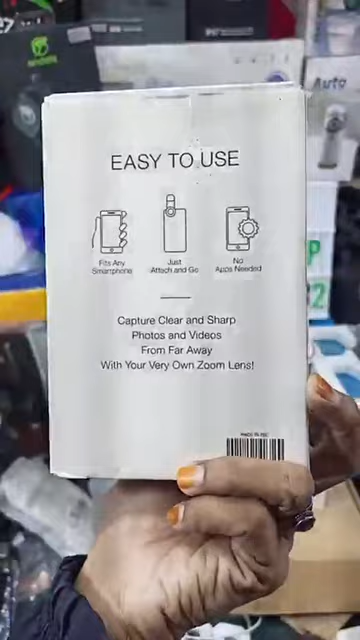 EASY TO USE
Fits Any
Smartphone
Just
Attach and Go
No
Apps Needed
Capture Clear and Sharp
Photos and Videos
From Far Away
With Your Very Own Zoom Lens!
Auto